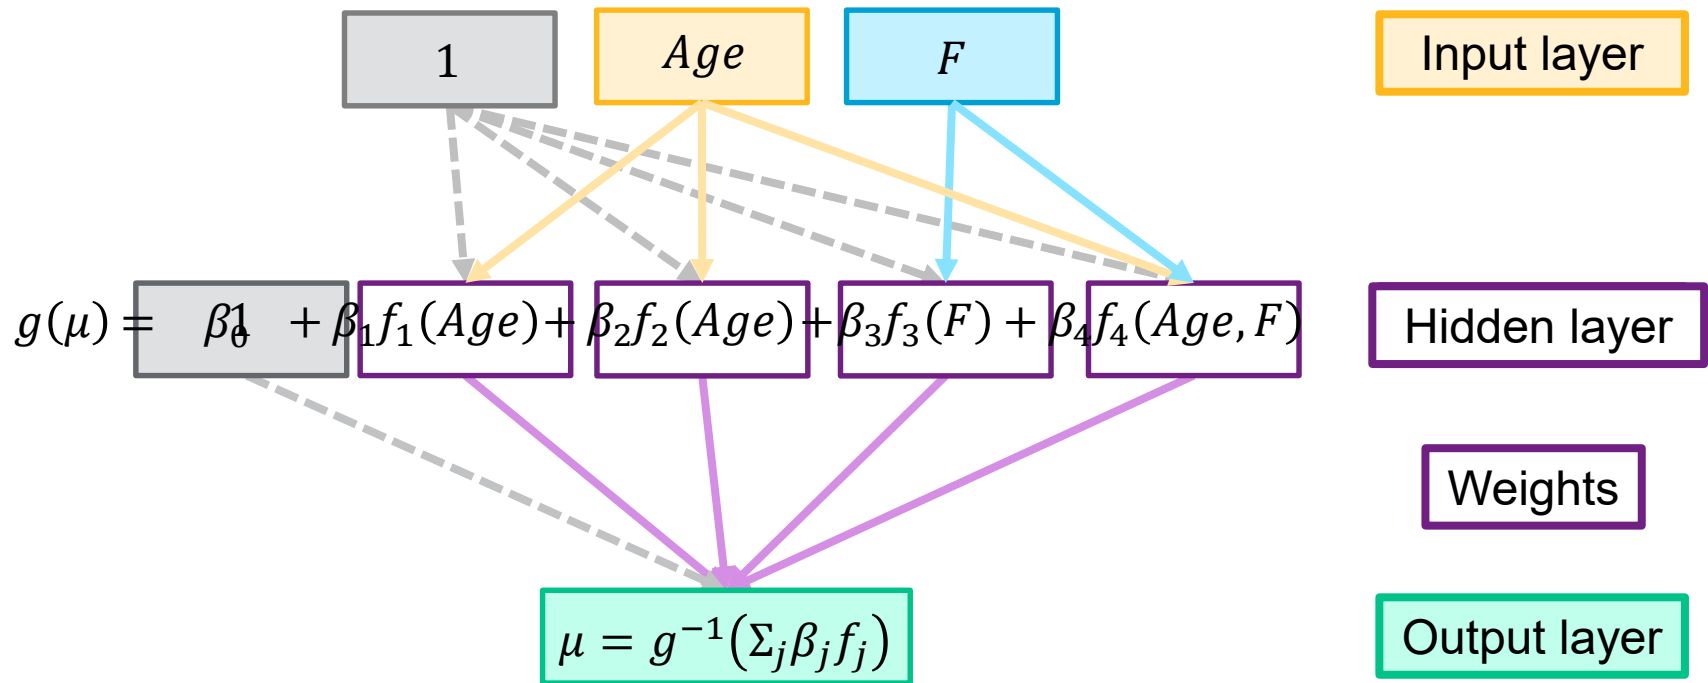 1
Age
F
Input layer
g(μ) = β₀ 1 + β₁f₁(Age) + β₂f₂(Age) + β₃f₃(F) + β₄f₄(Age, F)
Hidden layer
Weights
μ = g⁻¹(Σⱼβⱼfⱼ)
Output layer